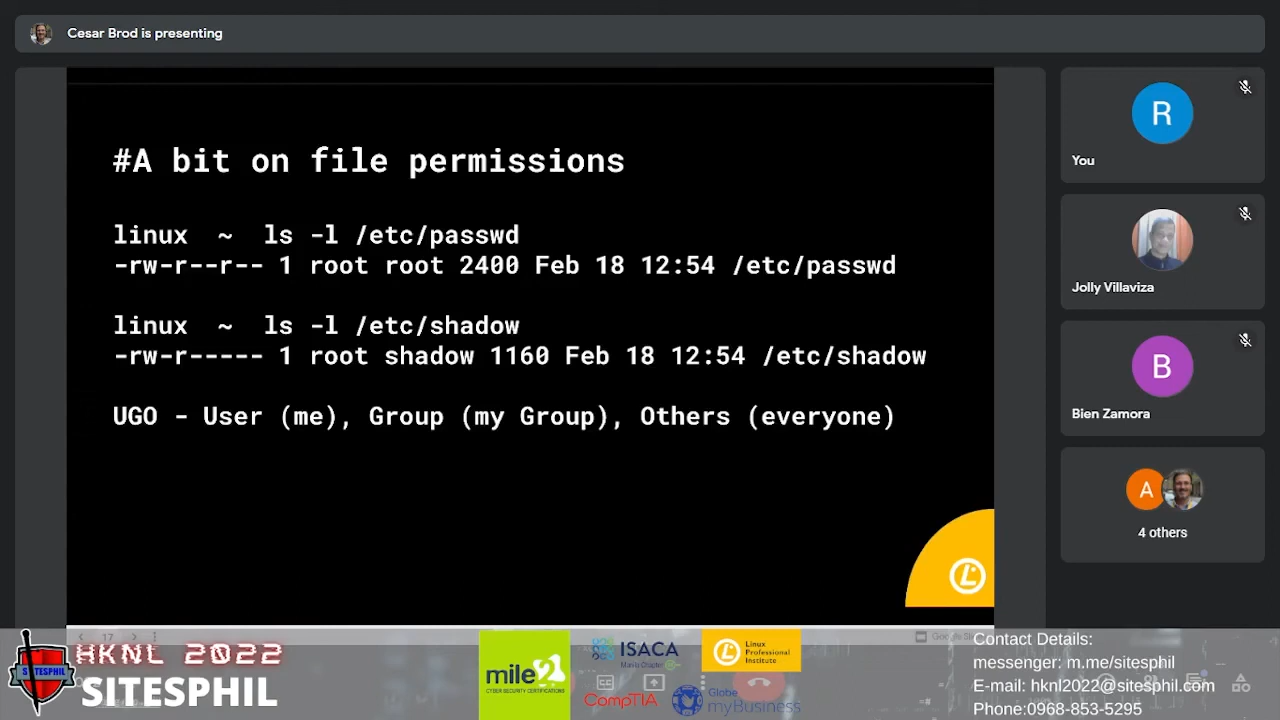 Cesar Brod is presenting
#A bit on file permissions
linux ~ ls -l /etc/passwd
-rw-r--r-- 1 root root 2400 Feb 18 12:54 /etc/passwd
linux ~ ls -l /etc/shadow
-rw-r----- 1 root shadow 1160 Feb 18 12:54 /etc/shadow
UGO - User (me), Group (my Group), Others (everyone)
R
You
Jolly Villaviza
B
Bien Zamora
A
4 others
17
HKNL 2022
SITESPHIL
SITESPHIL
mile2
CYBER SECURITY CERTIFICATIONS
ISACA
Manila Chapter
CompTIA
Linux
Professional
Institute
Globe
myBusiness
Contact Details:
messenger: m.me/sitesphil
E-mail: hknl2022@sitesphil.com
Phone:0968-853-5295